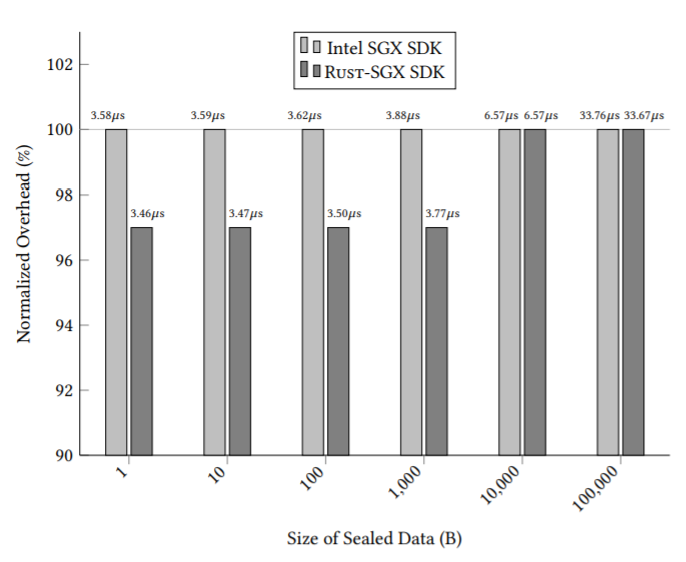 Intel SGX SDK
RUST-SGX SDK
102
100
98
96
94
92
90
Normalized Overhead (%)
3.58μs
3.46μs
3.59μs
3.47μs
3.62μs
3.50μs
3.88μs
3.77μs
6.57μs 6.57μs
33.76μs 33.67μs
1
10
100
1,000
10,000
100,000
Size of Sealed Data (B)